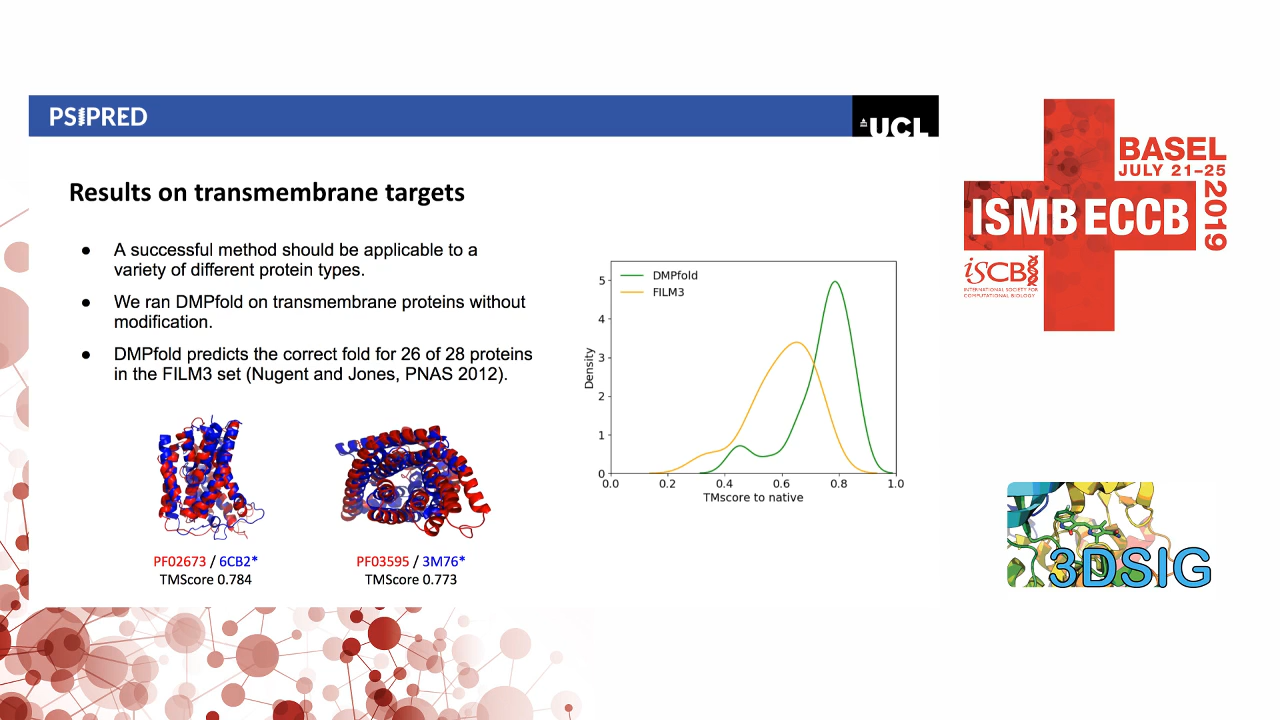 PSIPRED
UCL
Results on transmembrane targets
● A successful method should be applicable to a
variety of different protein types.
● We ran DMPfold on transmembrane proteins without
modification.
● DMPfold predicts the correct fold for 26 of 28 proteins
in the FILM3 set (Nugent and Jones, PNAS 2012).
PF02673 / 6CB2*
TMScore 0.784
PF03595 / 3M76*
TMScore 0.773
DMPfold
FILM3
Density
5
4
3
2
1
0
0.0 0.2 0.4 0.6 0.8 1.0
TMscore to native
BASEL
JULY 21–25
2019
ISMB ECCB
ISCB
INTERNATIONAL SOCIETY FOR
COMPUTATIONAL BIOLOGY
3DSIG